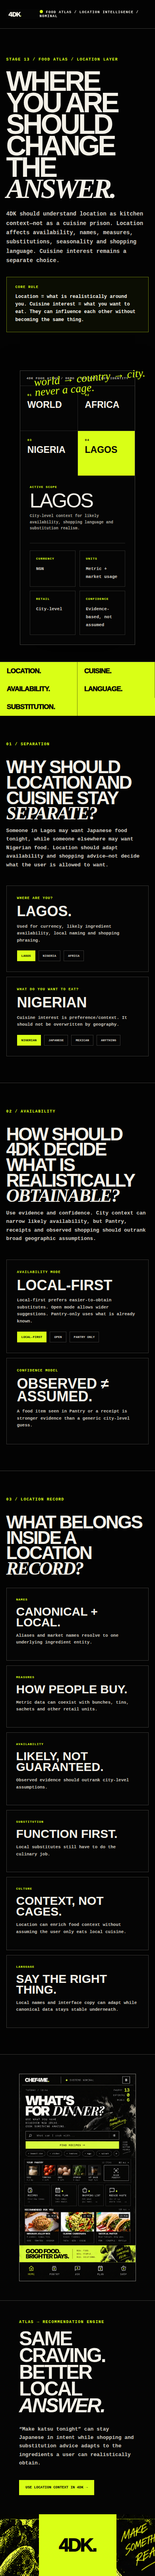 4DK
FOOD ATLAS / LOCATION INTELLIGENCE / NOMINAL
STAGE 13 / FOOD ATLAS / LOCATION LAYER
WHERE
YOU ARE
SHOULD
CHANGE
THE
ANSWER.
4DK should understand location as kitchen
context—not as a cuisine prison. Location
affects availability, names, measures,
substitutions, seasonality and shopping
language. Cuisine interest remains a
separate choice.
CORE RULE
Location = what is realistically around
you. Cuisine interest = what you want to
eat. They can influence each other without
becoming the same thing.
world → country → city.
never a cage.
01
WORLD
AFRICA
03
NIGERIA
04
LAGOS
ACTIVE SCOPE
LAGOS
City-level context for likely
availability, shopping language and
substitution realism.
CURRENCY
NGN
UNITS
Metric +
market usage
RETAIL
City-level
CONFIDENCE
Evidence-
based, not
assumed
LOCATION.
CUISINE.
AVAILABILITY.
LANGUAGE.
SUBSTITUTION.
01 / SEPARATION
WHY SHOULD
LOCATION AND
CUISINE STAY
SEPARATE?
Someone in Lagos may want Japanese food
tonight, while someone elsewhere may want
Nigerian food. Location should adapt
availability and shopping advice—not decide
what the user is allowed to want.
WHERE ARE YOU?
LAGOS.
Used for currency, likely ingredient
availability, local naming and shopping
phrasing.
LAGOS
NIGERIA
AFRICA
WHAT DO YOU WANT TO EAT?
NIGERIAN
Cuisine interest is preference/context. It
should not be overwritten by geography.
NIGERIAN
JAPANESE
MEXICAN
ANYTHING
02 / AVAILABILITY
HOW SHOULD
4DK DECIDE
WHAT IS
REALISTICALLY
OBTAINABLE?
Use evidence and confidence. City context can
narrow likely availability, but Pantry,
receipts and observed shopping should outrank
broad geographic assumptions.
AVAILABILITY MODE
LOCAL-FIRST
Local-first prefers easier-to-obtain
substitutes. Open mode allows wider
suggestions. Pantry-only uses what is already
known.
LOCAL-FIRST
OPEN
PANTRY ONLY
CONFIDENCE MODEL
OBSERVED ≠
ASSUMED.
A food item seen in Pantry or a receipt is
stronger evidence than a generic city-level
guess.
03 / LOCATION RECORD
WHAT BELONGS
INSIDE A
LOCATION
RECORD?
NAMES
CANONICAL +
LOCAL.
Aliases and market names resolve to one
underlying ingredient entity.
MEASURES
HOW PEOPLE BUY.
Metric data can coexist with bunches, tins,
sachets and other retail units.
AVAILABILITY
LIKELY, NOT
GUARANTEED.
Observed evidence should outrank city-level
assumptions.
SUBSTITUTION
FUNCTION FIRST.
Local substitutes still have to do the
culinary job.
CULTURE
CONTEXT, NOT
CAGES.
Location can enrich food context without
assuming the user only eats local cuisine.
LANGUAGE
SAY THE RIGHT
THING.
Local names and interface copy can adapt while
canonical data stays stable underneath.
CHEF4ME.
WHAT'S
FOR DINNER?
GOOD FOOD.
BRIGHTER DAYS.
ATLAS → RECOMMENDATION ENGINE
SAME
CRAVING.
BETTER
LOCAL
ANSWER.
"Make katsu tonight" can stay
Japanese in intent while shopping and
substitution advice adapts to the
ingredients a user can realistically
obtain.
USE LOCATION CONTEXT IN 4DK →
4DK.
MAKE
SOMETH
REA